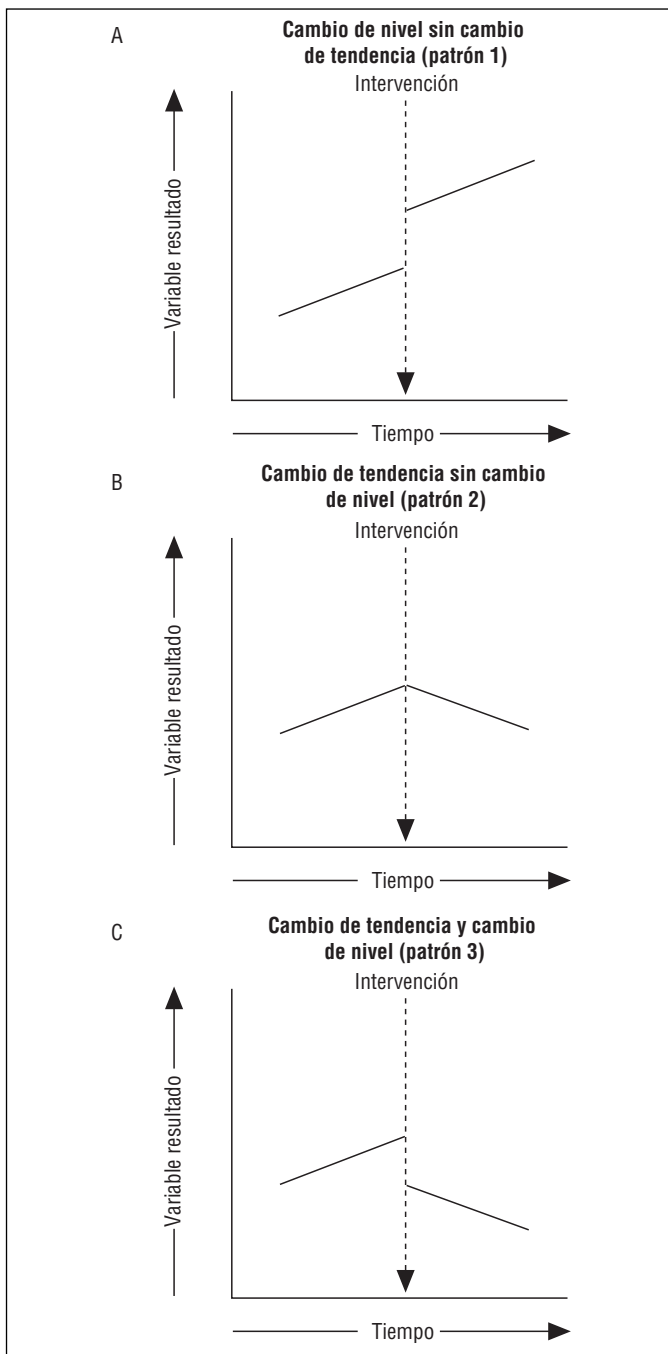 A
Cambio de nivel sin cambio
de tendencia (patrón 1)
Intervención
Variable resultado
Tiempo
B
Cambio de tendencia sin cambio
de nivel (patrón 2)
Intervención
Variable resultado
Tiempo
C
Cambio de tendencia y cambio
de nivel (patrón 3)
Intervención
Variable resultado
Tiempo